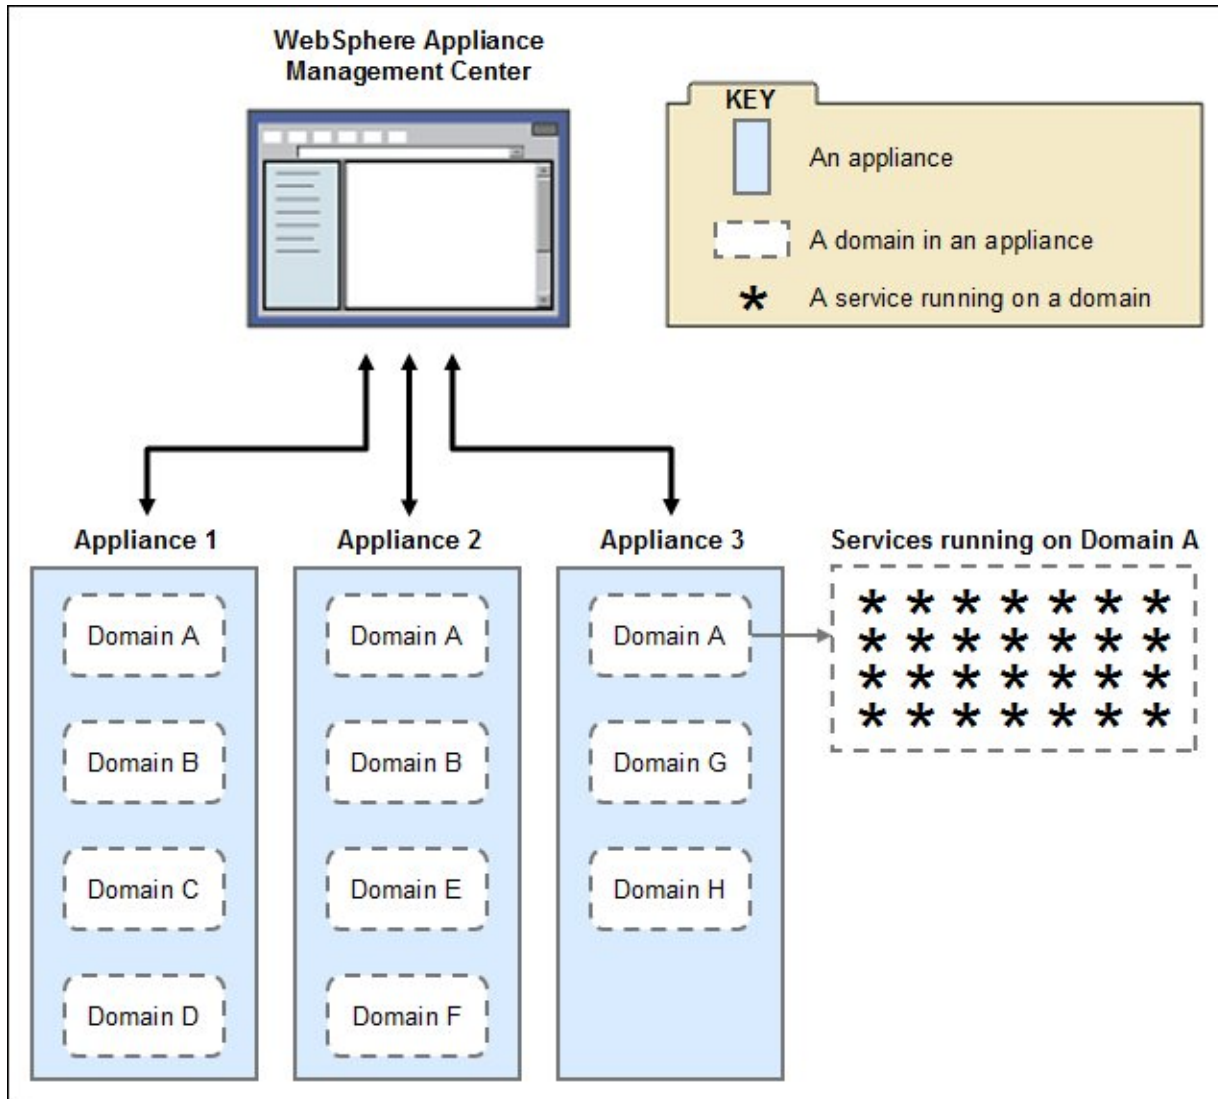 WebSphere Appliance
Management Center
KEY
An appliance
A domain in an appliance
A service running on a domain
Appliance 1
Appliance 2
Appliance 3
Services running on Domain A
Domain A
Domain A
Domain A
Domain B
Domain B
Domain G
Domain C
Domain E
Domain H
Domain D
Domain F